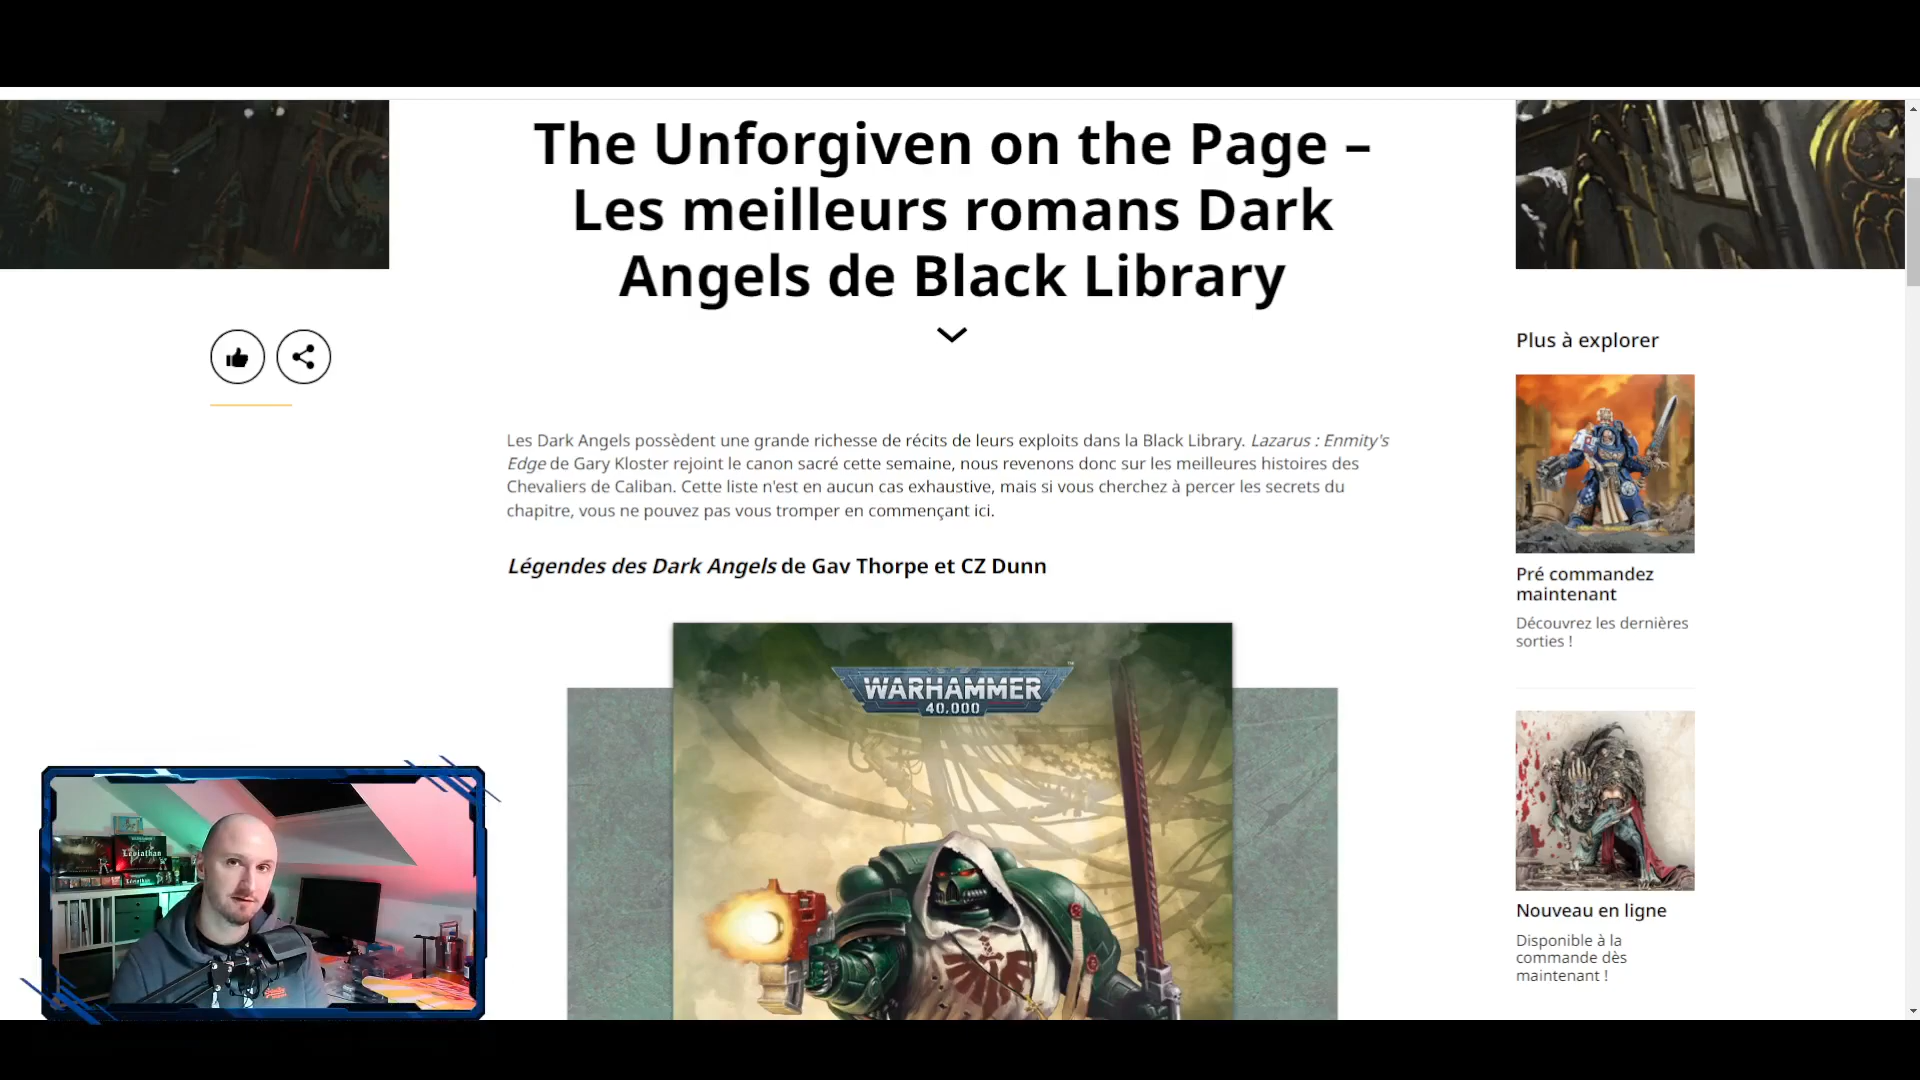 The Unforgiven on the Page –
Les meilleurs romans Dark
Angels de Black Library
Les Dark Angels possèdent une grande richesse de récits de leurs exploits dans la Black Library. Lazarus : Enmity's
Edge de Gary Kloster rejoint le canon sacré cette semaine, nous revenons donc sur les meilleures histoires des
Chevaliers de Caliban. Cette liste n'est en aucun cas exhaustive, mais si vous cherchez à percer les secrets du
chapitre, vous ne pouvez pas vous tromper en commençant ici.
Légendes des Dark Angels de Gav Thorpe et CZ Dunn
WARHAMMER
40,000
Plus à explorer
Pré commandez
maintenant
Découvrez les dernières
sorties !
Nouveau en ligne
Disponible à la
commande dès
maintenant !
Leviathan
Leviathan